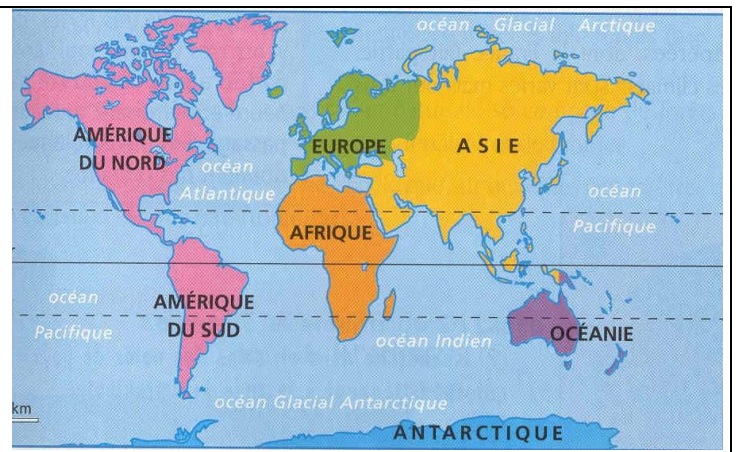 océan Glacial Arctique
AMÉRIQUE
DU NORD
océan
Atlantique
EUROPE
ASIE
océan
Pacifique
AFRIQUE
océan
Pacifique
AMÉRIQUE
DU SUD
océan Indien
OCÉANIE
océan Glacial Antarctique
km
ANTARCTIQUE